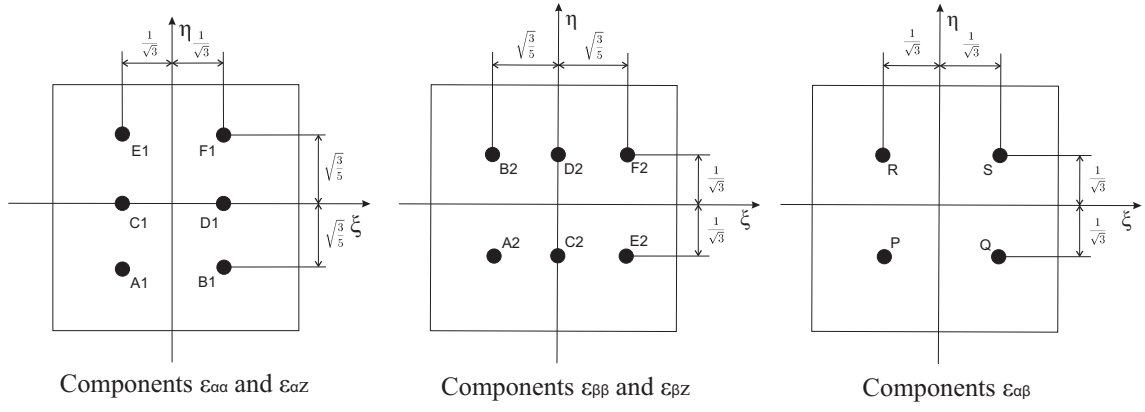 η
1/√3 1/√3
E1 F1
√3/5
C1 D1
ξ
√3/5
A1 B1
Components εαα and εαz
η
√3/5 √3/5
B2 D2 F2
1/√3
ξ
1/√3
A2 C2 E2
Components εββ and εβz
η
1/√3 1/√3
R S
1/√3
ξ
1/√3
P Q
Components εαβ